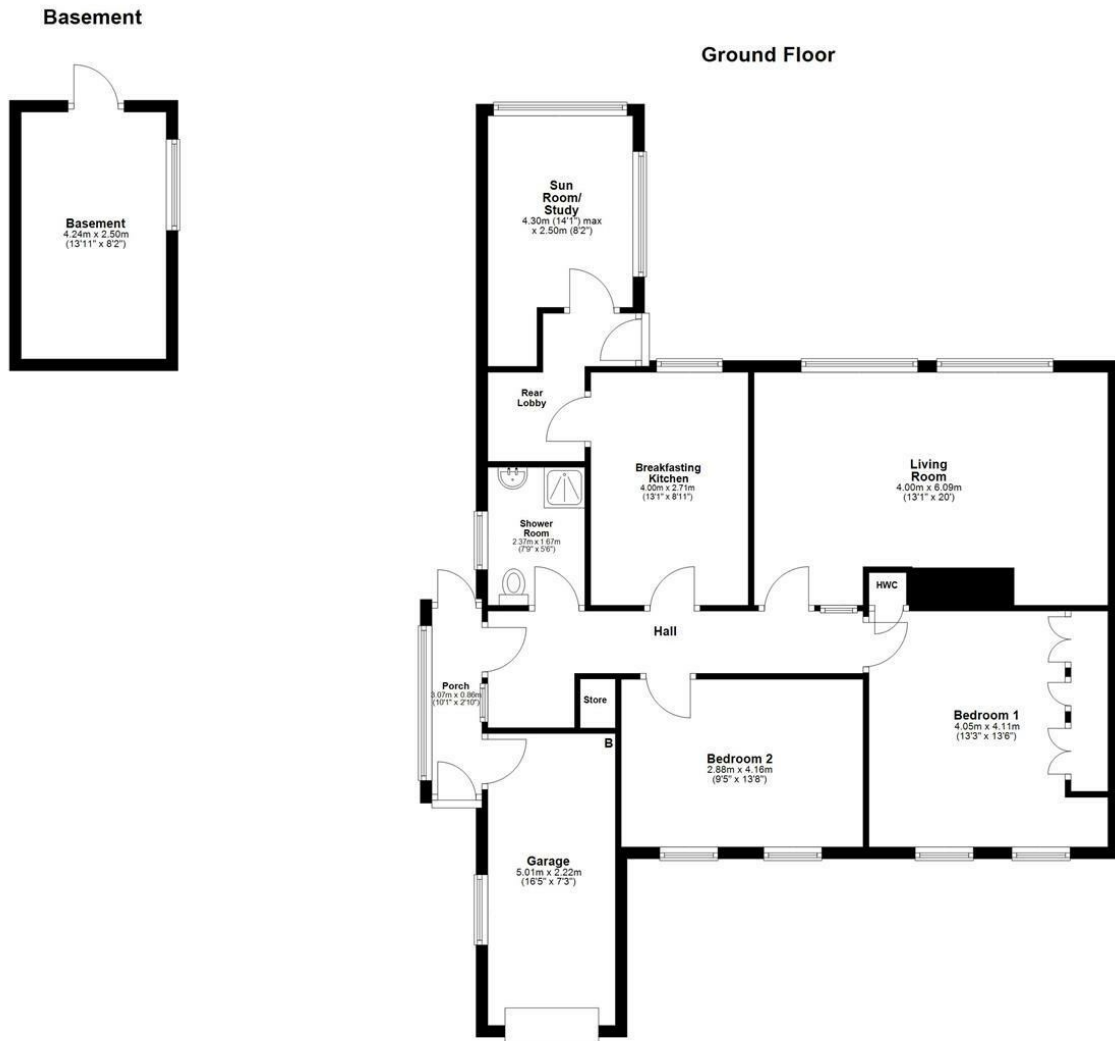 Basement
Ground Floor
Basement
4.24m x 2.50m
(13'11" x 8'2")
Sun
Room/
Study
4.30m (14'1") max
x 2.50m (8'2")
Rear
Lobby
Breakfasting
Kitchen
4.00m x 2.71m
(13'1" x 8'11")
Living
Room
4.00m x 6.09m
(13'1" x 20')
Shower
Room
2.37m x 1.67m
(7'9" x 5'6")
HWC
Hall
Porch
3.07m x 0.86m
(10'1" x 2'10")
Store
B
Bedroom 1
4.05m x 4.11m
(13'3" x 13'6")
Bedroom 2
2.88m x 4.16m
(9'5" x 13'8")
Garage
5.01m x 2.22m
(16'5" x 7'3")